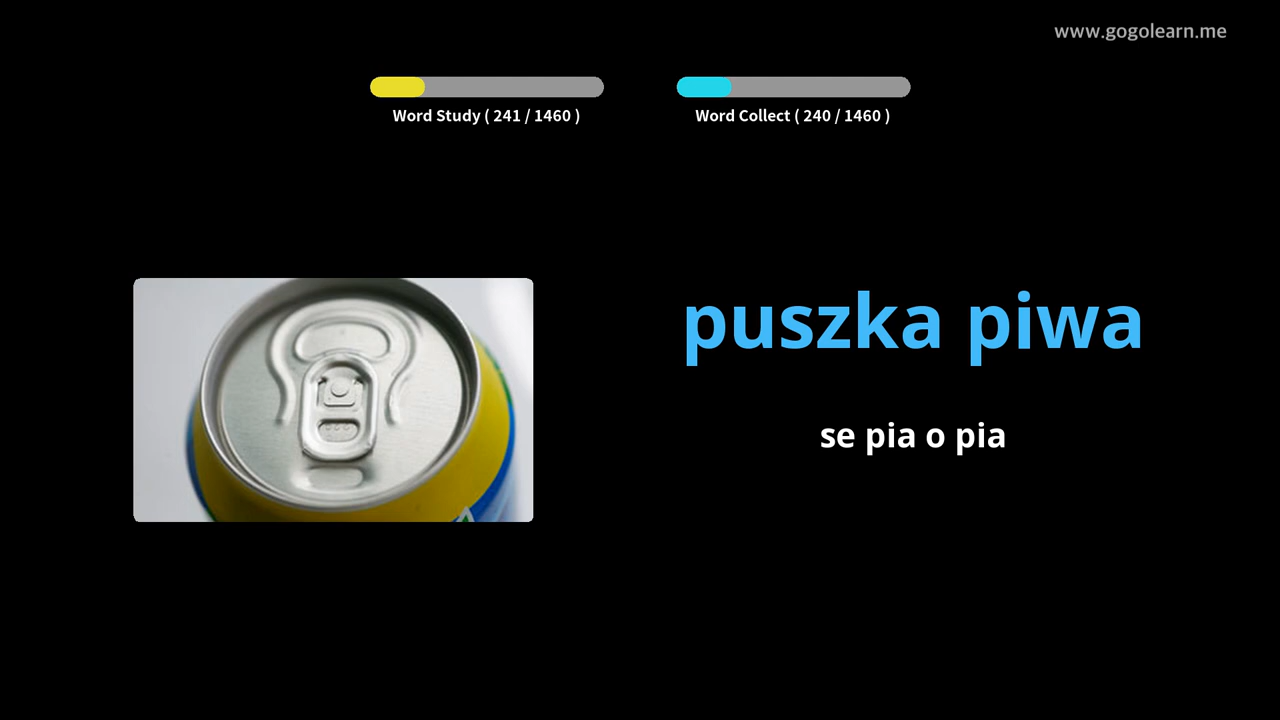 www.gogolearn.me
Word Study ( 241 / 1460 )
Word Collect ( 240 / 1460 )
puszka piwa
se pia o pia